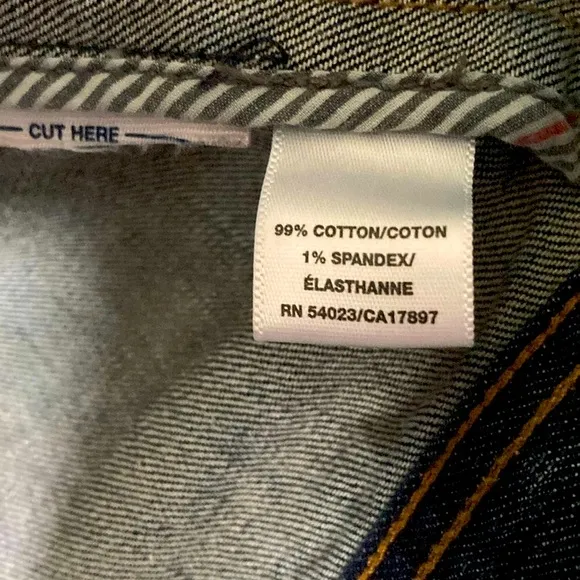 CUT HERE
99% COTTON/COTON
1% SPANDEX/
ÉLASTHANNE
RN 54023/CA17897